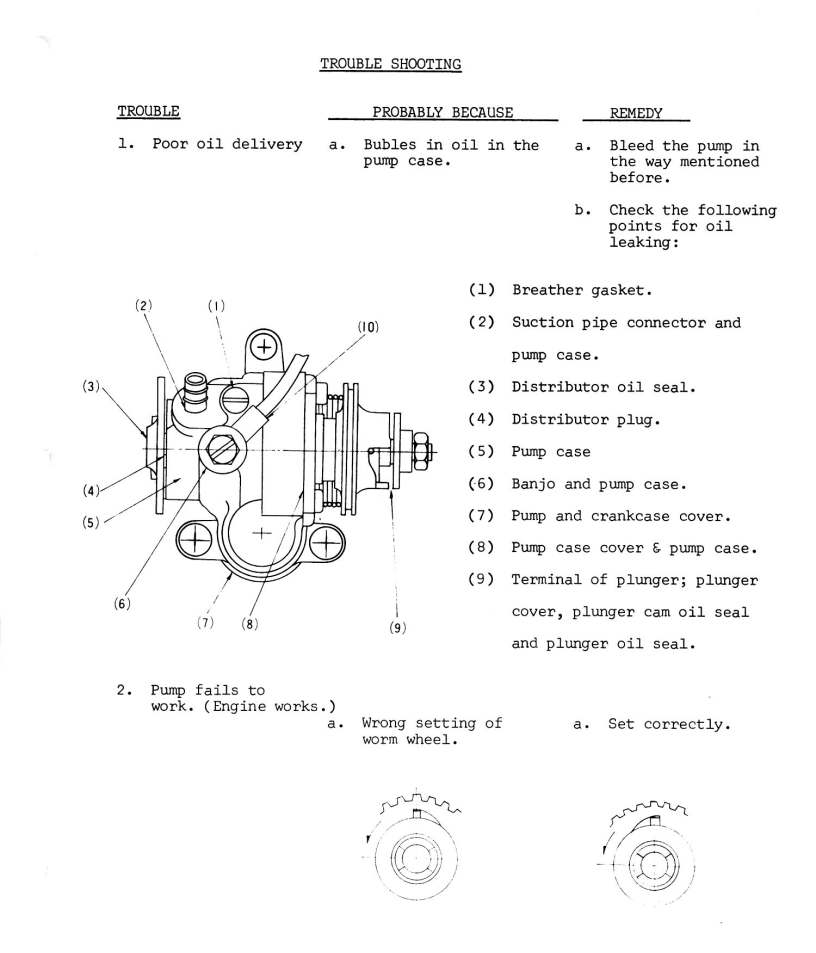 TROUBLE SHOOTING
TROUBLE PROBABLY BECAUSE REMEDY
1. Poor oil delivery a. Bubles in oil in the a. Bleed the pump in
pump case. the way mentioned
before.
b. Check the following
points for oil
leaking:
(1) Breather gasket.
(2) Suction pipe connector and
pump case.
(3) Distributor oil seal.
(4) Distributor plug.
(5) Pump case
(6) Banjo and pump case.
(7) Pump and crankcase cover.
(8) Pump case cover & pump case.
(9) Terminal of plunger; plunger
cover, plunger cam oil seal
and plunger oil seal.
(2) (1)
(10)
(3)
(4)
(5)
(6)
(7) (8) (9)
2. Pump fails to
work. (Engine works.)
a. Wrong setting of a. Set correctly.
worm wheel.